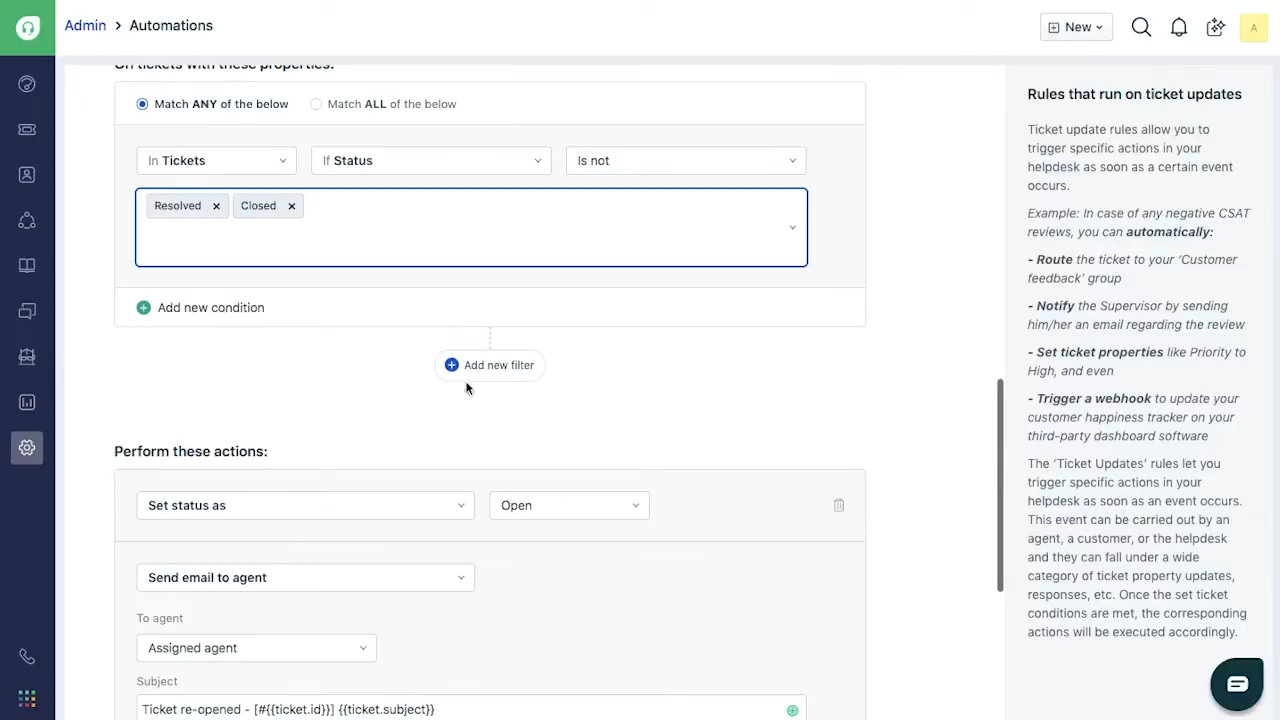 Admin > Automations
New
A
On tickets with these properties:
Match ANY of the below
Match ALL of the below
In Tickets
If Status
Is not
Resolved ×
Closed ×
Add new condition
Add new filter
Perform these actions:
Set status as
Open
Send email to agent
To agent
Assigned agent
Subject
Ticket re-opened - [#{{ticket.id}}] {{ticket.subject}}
Rules that run on ticket updates
Ticket update rules allow you to
trigger specific actions in your
helpdesk as soon as a certain event
occurs.
Example: In case of any negative CSAT
reviews, you can automatically:
- Route the ticket to your ‘Customer
feedback’ group
- Notify the Supervisor by sending
him/her an email regarding the review
- Set ticket properties like Priority to
High, and even
- Trigger a webhook to update your
customer happiness tracker on your
third-party dashboard software
The ‘Ticket Updates’ rules let you
trigger specific actions in your
helpdesk as soon as an event occurs.
This event can be carried out by an
agent, a customer, or the helpdesk
and they can fall under a wide
category of ticket property updates,
responses, etc. Once the set ticket
conditions are met, the corresponding
actions will be executed accordingly.